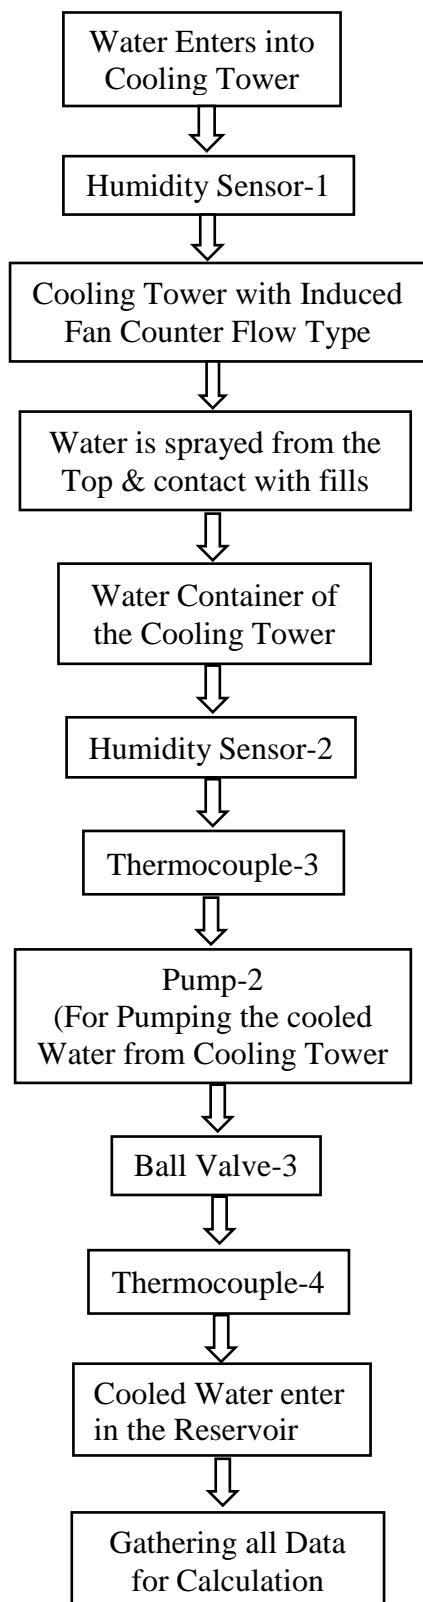 Water Enters into
Cooling Tower
Humidity Sensor-1
Cooling Tower with Induced
Fan Counter Flow Type
Water is sprayed from the
Top & contact with fills
Water Container of
the Cooling Tower
Humidity Sensor-2
Thermocouple-3
Pump-2
(For Pumping the cooled
Water from Cooling Tower
Ball Valve-3
Thermocouple-4
Cooled Water enter
in the Reservoir
Gathering all Data
for Calculation